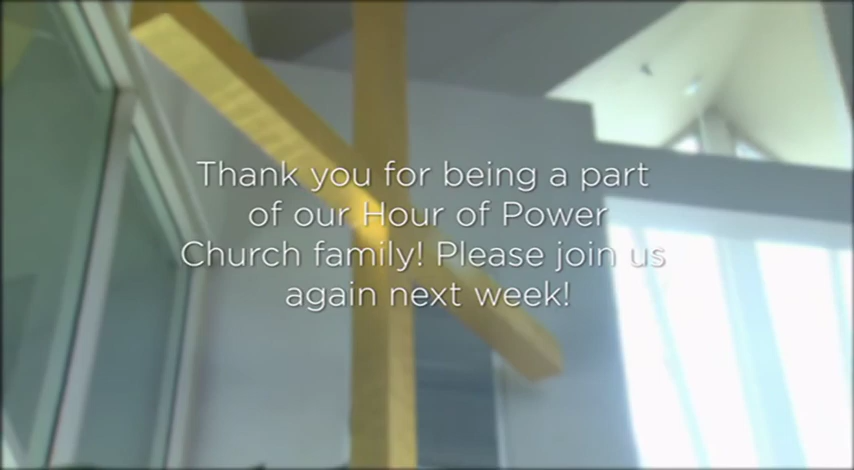 Thank you for being a part
of our Hour of Power
Church family! Please join us
again next week!